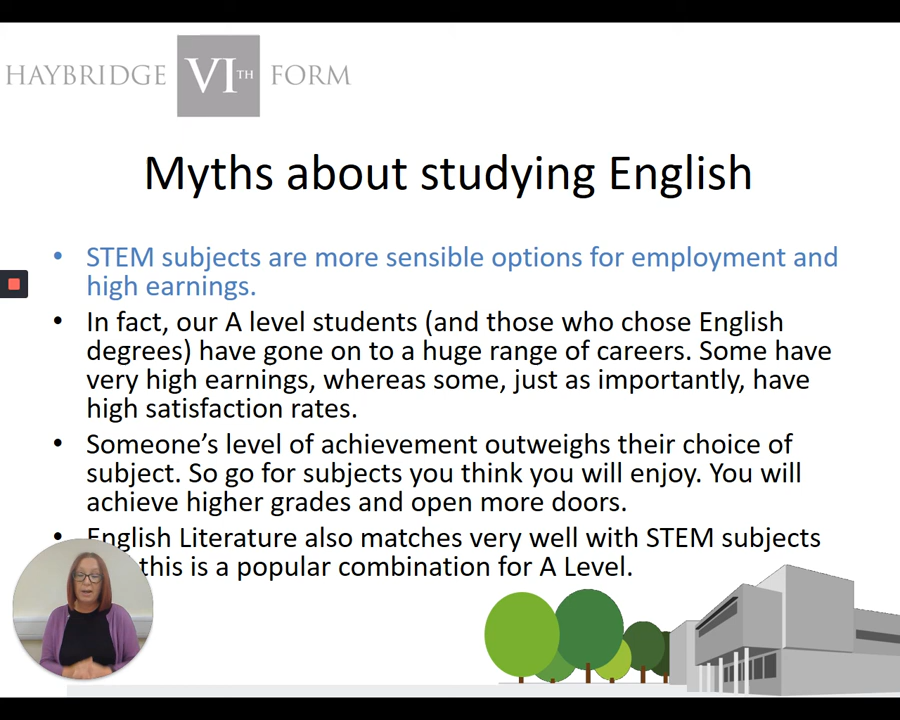 HAYBRIDGE VI TH FORM
Myths about studying English
• STEM subjects are more sensible options for employment and
high earnings.
• In fact, our A level students (and those who chose English
degrees) have gone on to a huge range of careers. Some have
very high earnings, whereas some, just as importantly, have
high satisfaction rates.
• Someone’s level of achievement outweighs their choice of
subject. So go for subjects you think you will enjoy. You will
achieve higher grades and open more doors.
• English Literature also matches very well with STEM subjects
this is a popular combination for A Level.